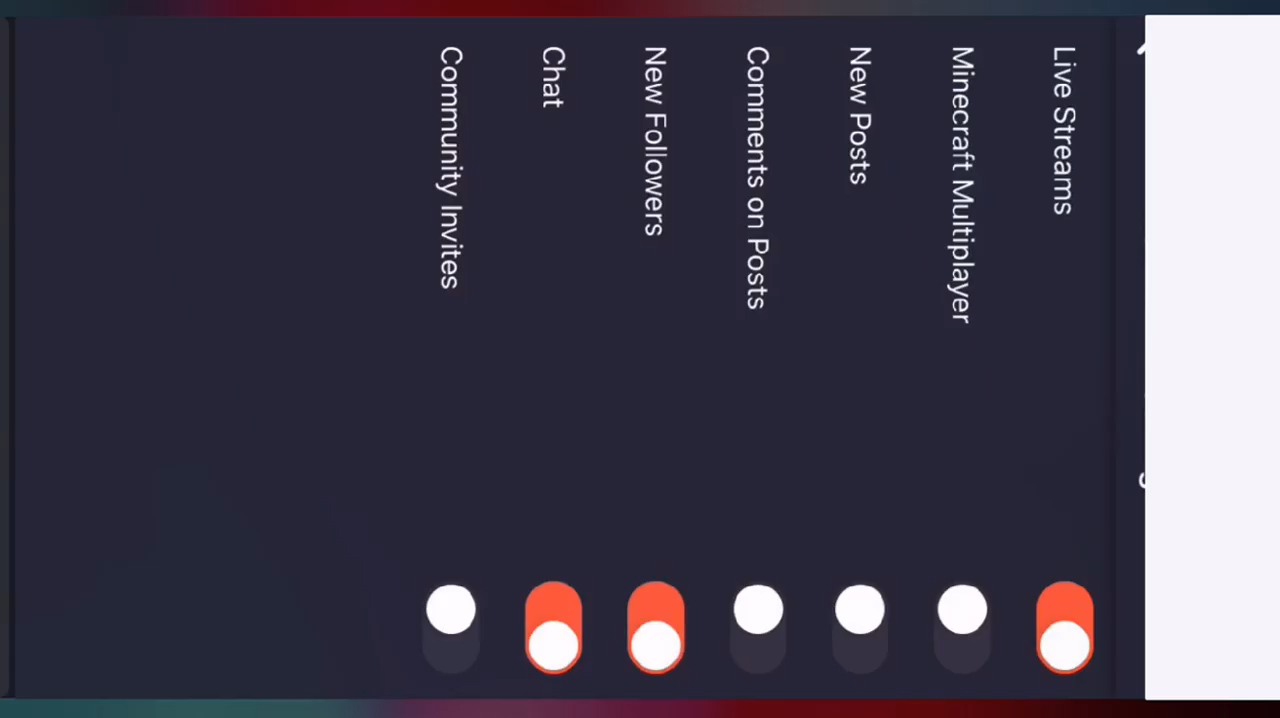 Live Streams
Minecraft Multiplayer
New Posts
Comments on Posts
New Followers
Chat
Community Invites